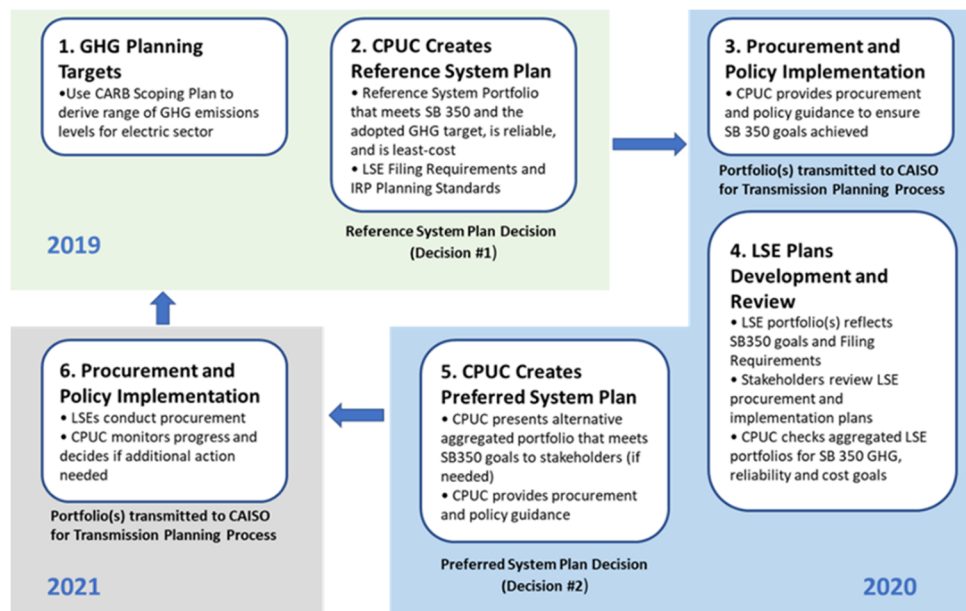 1. GHG Planning
Targets
•Use CARB Scoping Plan to
derive range of GHG emissions
levels for electric sector
2. CPUC Creates
Reference System Plan
• Reference System Portfolio
that meets SB 350 and the
adopted GHG target, is reliable,
and is least-cost
• LSE Filing Requirements and
IRP Planning Standards
Reference System Plan Decision
(Decision #1)
2019
3. Procurement and
Policy Implementation
• CPUC provides procurement
and policy guidance to ensure
SB 350 goals achieved
Portfolio(s) transmitted to CAISO
for Transmission Planning Process
4. LSE Plans
Development and
Review
• LSE portfolio(s) reflects
SB350 goals and Filing
Requirements
• Stakeholders review LSE
procurement and
implementation plans
• CPUC checks aggregated LSE
portfolios for SB 350 GHG,
reliability and cost goals
5. CPUC Creates
Preferred System Plan
• CPUC presents alternative
aggregated portfolio that meets
SB350 goals to stakeholders (if
needed)
• CPUC provides procurement
and policy guidance
Preferred System Plan Decision
(Decision #2)
2020
6. Procurement and
Policy Implementation
• LSEs conduct procurement
• CPUC monitors progress and
decides if additional action
needed
Portfolio(s) transmitted to CAISO
for Transmission Planning Process
2021